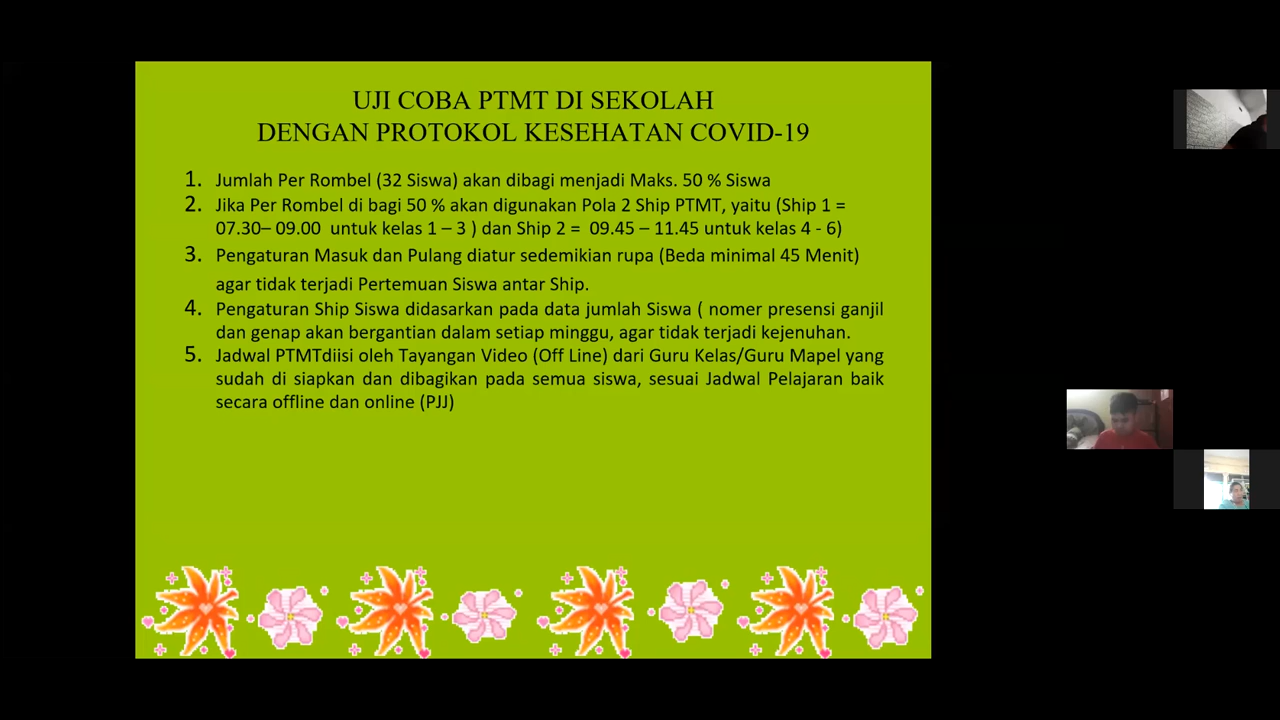 UJI COBA PTMT DI SEKOLAH
DENGAN PROTOKOL KESEHATAN COVID-19
1. Jumlah Per Rombel (32 Siswa) akan dibagi menjadi Maks. 50 % Siswa
2. Jika Per Rombel di bagi 50 % akan digunakan Pola 2 Ship PTMT, yaitu (Ship 1 =
07.30– 09.00 untuk kelas 1 – 3 ) dan Ship 2 = 09.45 – 11.45 untuk kelas 4 - 6)
3. Pengaturan Masuk dan Pulang diatur sedemikian rupa (Beda minimal 45 Menit)
agar tidak terjadi Pertemuan Siswa antar Ship.
4. Pengaturan Ship Siswa didasarkan pada data jumlah Siswa ( nomer presensi ganjil
dan genap akan bergantian dalam setiap minggu, agar tidak terjadi kejenuhan.
5. Jadwal PTMTdiisi oleh Tayangan Video (Off Line) dari Guru Kelas/Guru Mapel yang
sudah di siapkan dan dibagikan pada semua siswa, sesuai Jadwal Pelajaran baik
secara offline dan online (PJJ)